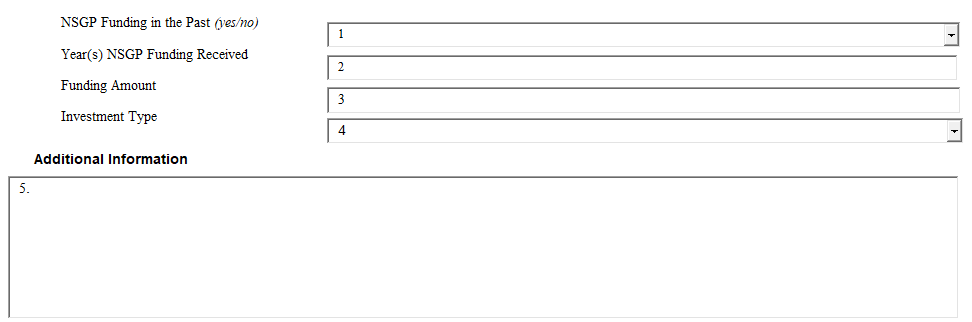 NSGP Funding in the Past (yes/no)
1
Year(s) NSGP Funding Received
2
Funding Amount
3
Investment Type
4
Additional Information
5.